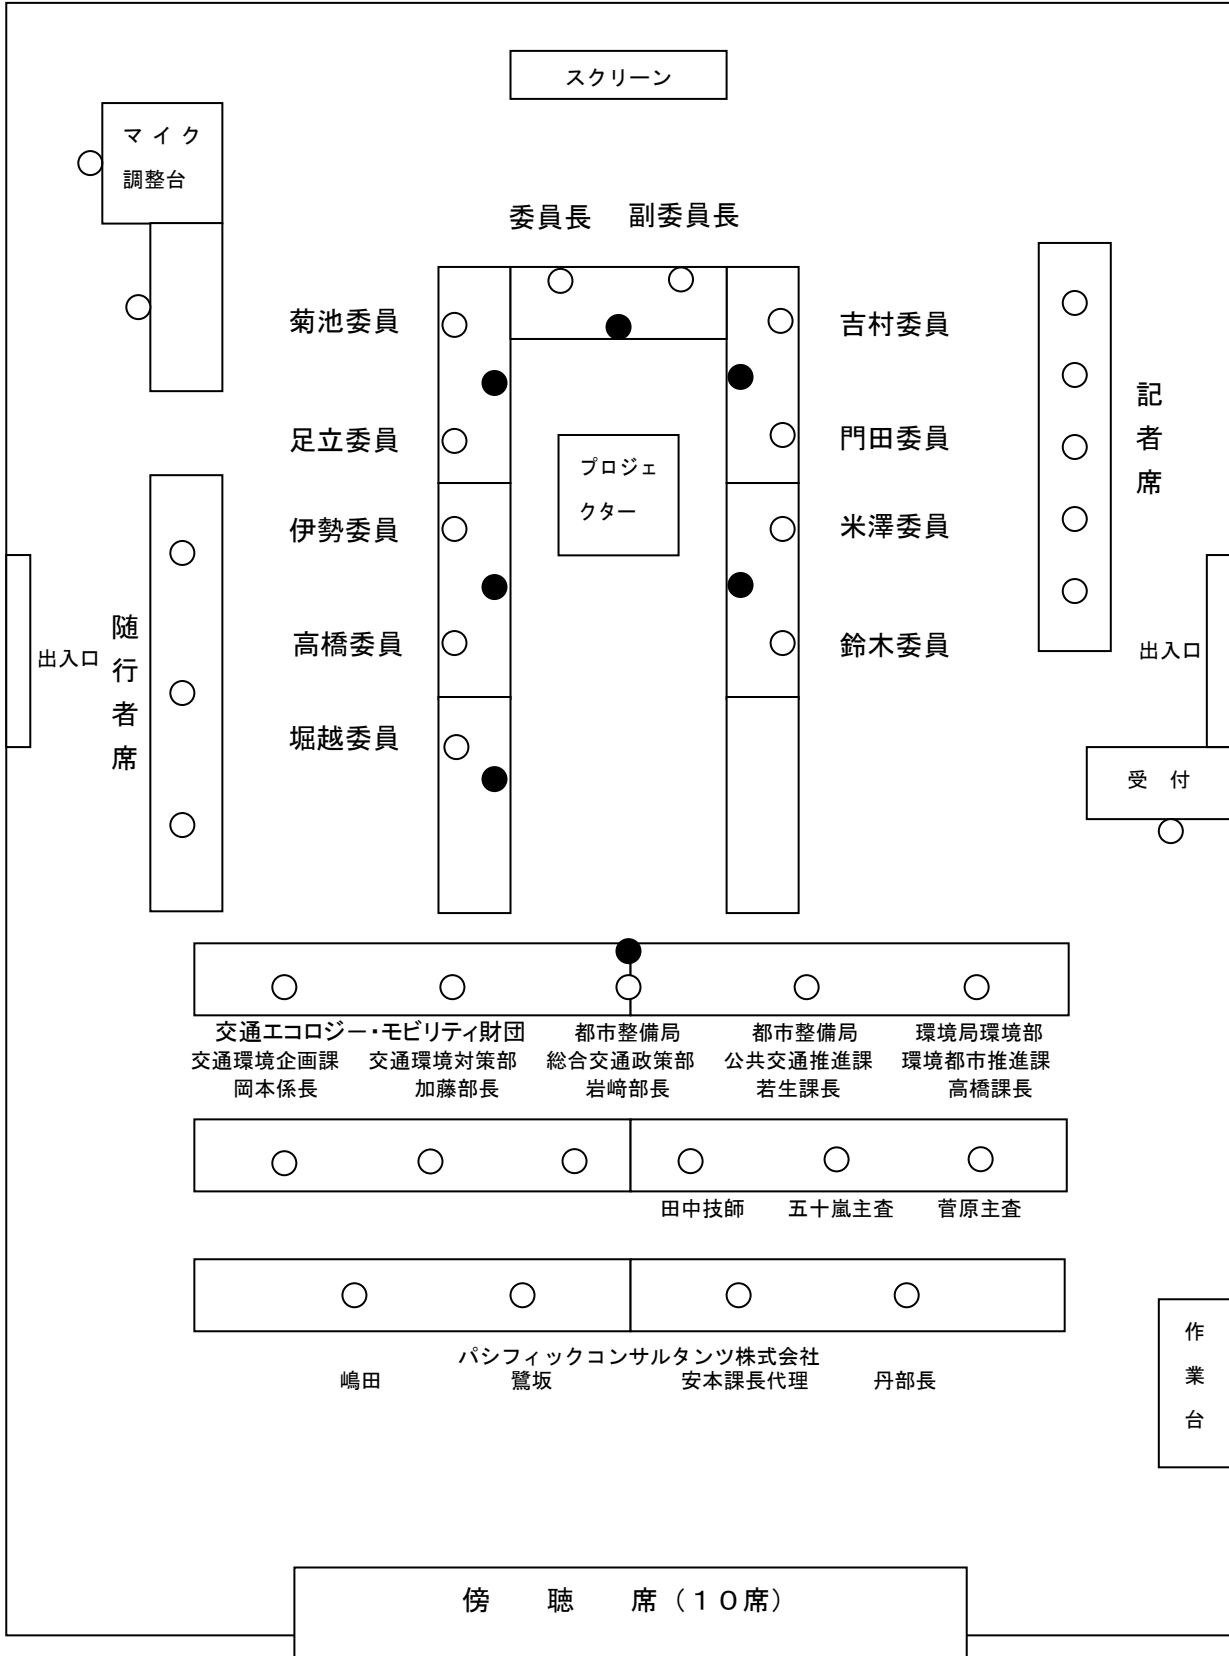 スクリーン
マイク
調整台
委員長 副委員長
菊池委員
吉村委員
足立委員
門田委員
記者席
プロジェ
クター
伊勢委員
米澤委員
高橋委員
鈴木委員
出入口
随行者席
出入口
堀越委員
受 付
交通エコロジー・モビリティ財団 都市整備局 都市整備局 環境局環境部
交通環境企画課 交通環境対策部 総合交通政策部 公共交通推進課 環境都市推進課
岡本係長 加藤部長 岩﨑部長 若生課長 高橋課長
田中技師 五十嵐主査 菅原主査
パシフィックコンサルタンツ株式会社
嶋田 鷺坂 安本課長代理 丹部長
作業台
傍 聴 席（１０席）